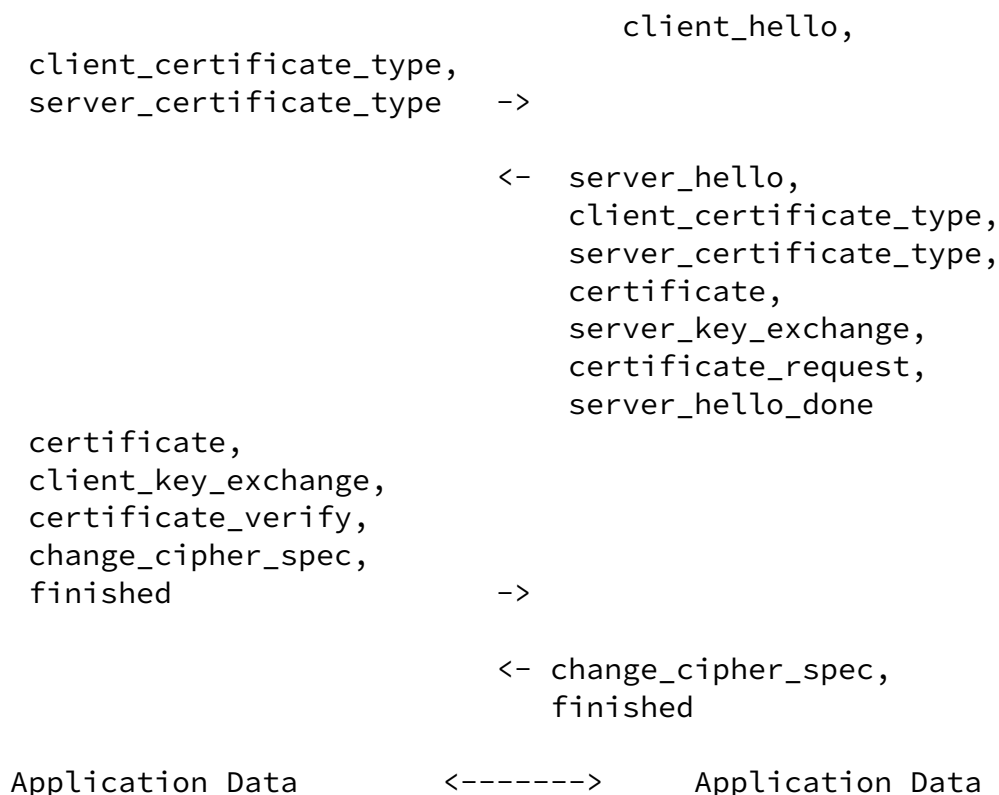 client_hello,
client_certificate_type,
server_certificate_type ->
<- server_hello,
client_certificate_type,
server_certificate_type,
certificate,
server_key_exchange,
certificate_request,
server_hello_done
certificate,
client_key_exchange,
certificate_verify,
change_cipher_spec,
finished ->
<- change_cipher_spec,
finished
Application Data <-------> Application Data